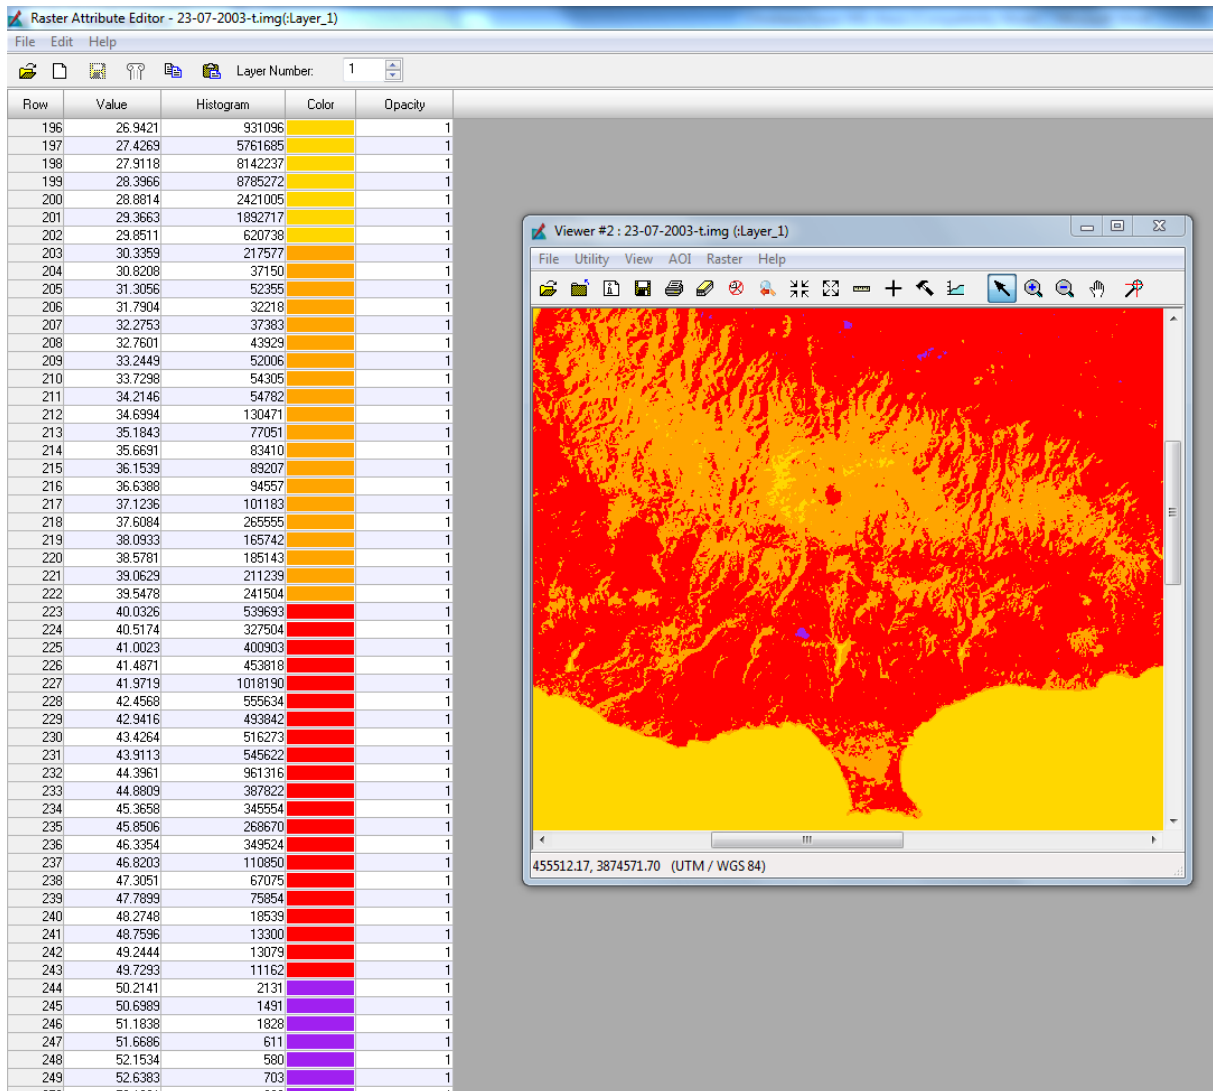 Raster Attribute Editor - 23-07-2003-t.img(:Layer_1)
File Edit Help
Layer Number: 1
Row Value Histogram Color Opacity
196 26.9421 931096 1
197 27.4269 5761685 1
198 27.9118 8142237 1
199 28.3966 8785272 1
200 28.8814 2421005 1
201 29.3663 1892717 1
202 29.8511 620738 1
203 30.3359 217577 1
204 30.8208 37150 1
205 31.3056 52355 1
206 31.7904 32218 1
207 32.2753 37383 1
208 32.7601 43929 1
209 33.2449 52006 1
210 33.7298 54305 1
211 34.2146 54782 1
212 34.6994 130471 1
213 35.1843 77051 1
214 35.6691 83410 1
215 36.1539 89207 1
216 36.6388 94557 1
217 37.1236 101183 1
218 37.6084 265555 1
219 38.0933 165742 1
220 38.5781 185143 1
221 39.0629 211239 1
222 39.5478 241504 1
223 40.0326 539693 1
224 40.5174 327504 1
225 41.0023 400903 1
226 41.4871 453818 1
227 41.9719 1018190 1
228 42.4568 555634 1
229 42.9416 493842 1
230 43.4264 516273 1
231 43.9113 545622 1
232 44.3961 961316 1
233 44.8809 387822 1
234 45.3658 345554 1
235 45.8506 268670 1
236 46.3354 349524 1
237 46.8203 110850 1
238 47.3051 67075 1
239 47.7899 75854 1
240 48.2748 18539 1
241 48.7596 13300 1
242 49.2444 13079 1
243 49.7293 11162 1
244 50.2141 2131 1
245 50.6989 1491 1
246 51.1838 1828 1
247 51.6686 611 1
248 52.1534 580 1
249 52.6383 703 1
Viewer #2 : 23-07-2003-t.img (:Layer_1)
File Utility View AOI Raster Help
455512.17, 3874571.70 (UTM / WGS 84)